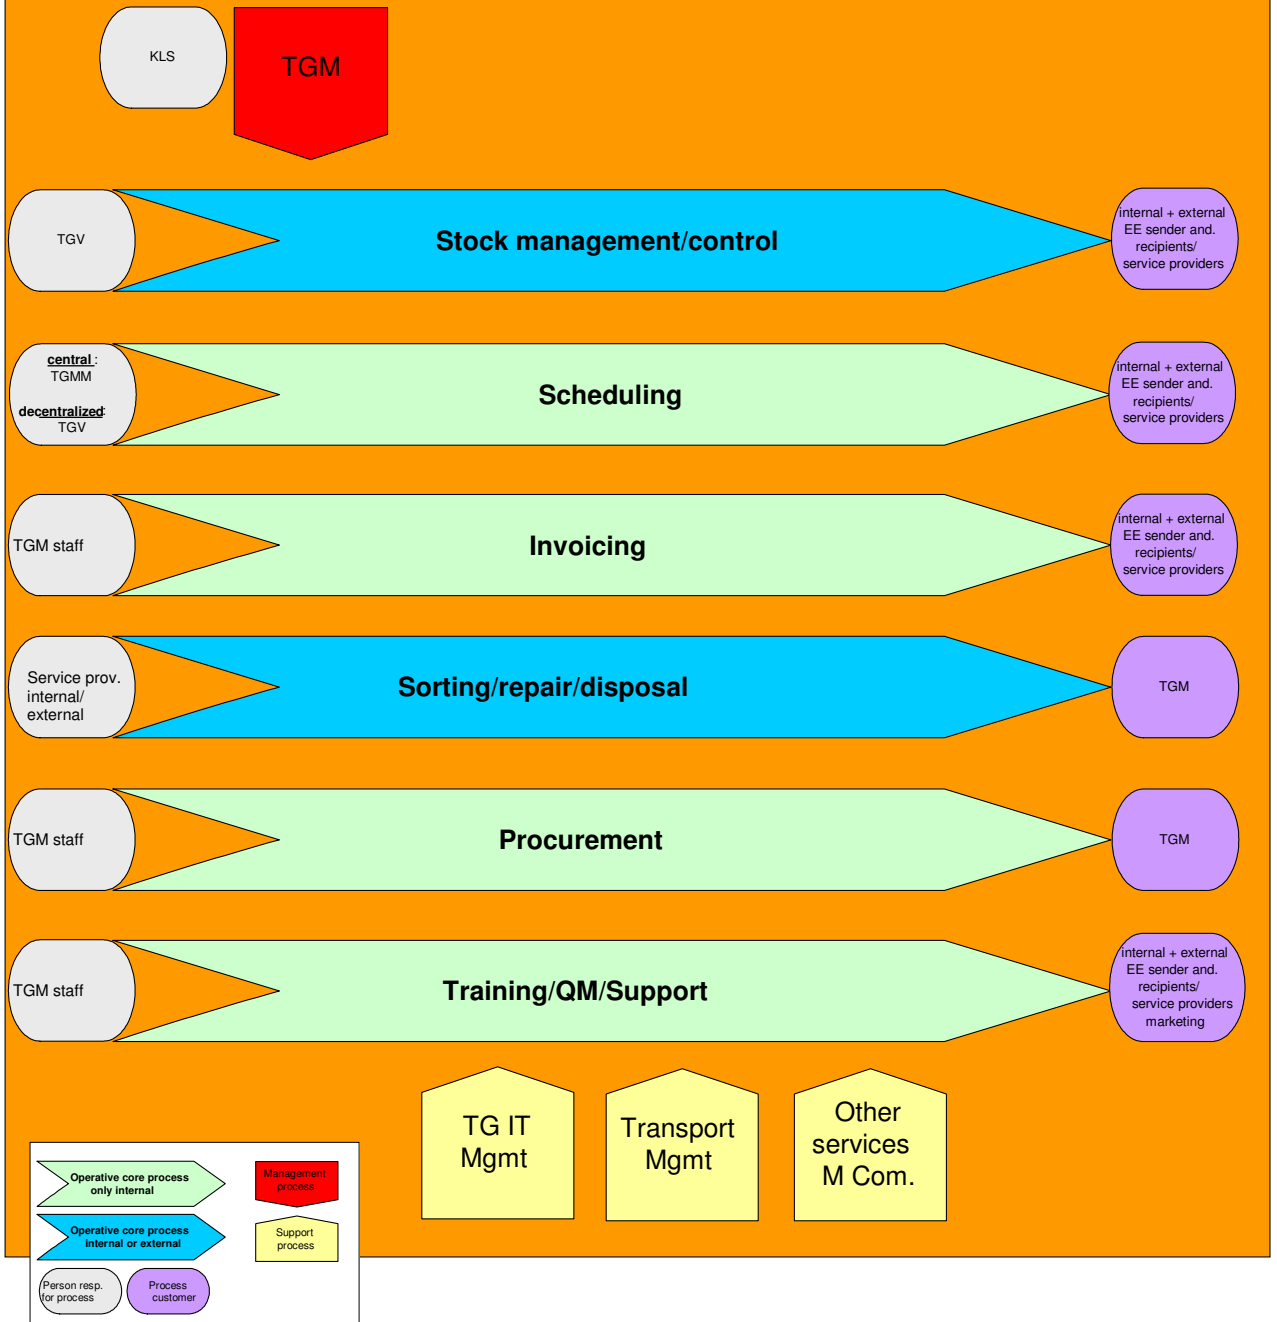 KLS
TGM
TGV
Stock management/control
internal + external
EE sender and.
recipients/
service providers
central :
TGMM
decentralized:
TGV
Scheduling
internal + external
EE sender and.
recipients/
service providers
TGM staff
Invoicing
internal + external
EE sender and.
recipients/
service providers
Service prov.
internal/
external
Sorting/repair/disposal
TGM
TGM staff
Procurement
TGM
TGM staff
Training/QM/Support
internal + external
EE sender and.
recipients/
service providers
marketing
TG IT
Mgmt
Transport
Mgmt
Other
services
M Com.
Operative core process
only internal
Management
process
Operative core process
internal or external
Support
process
Person resp.
for process
Process
customer